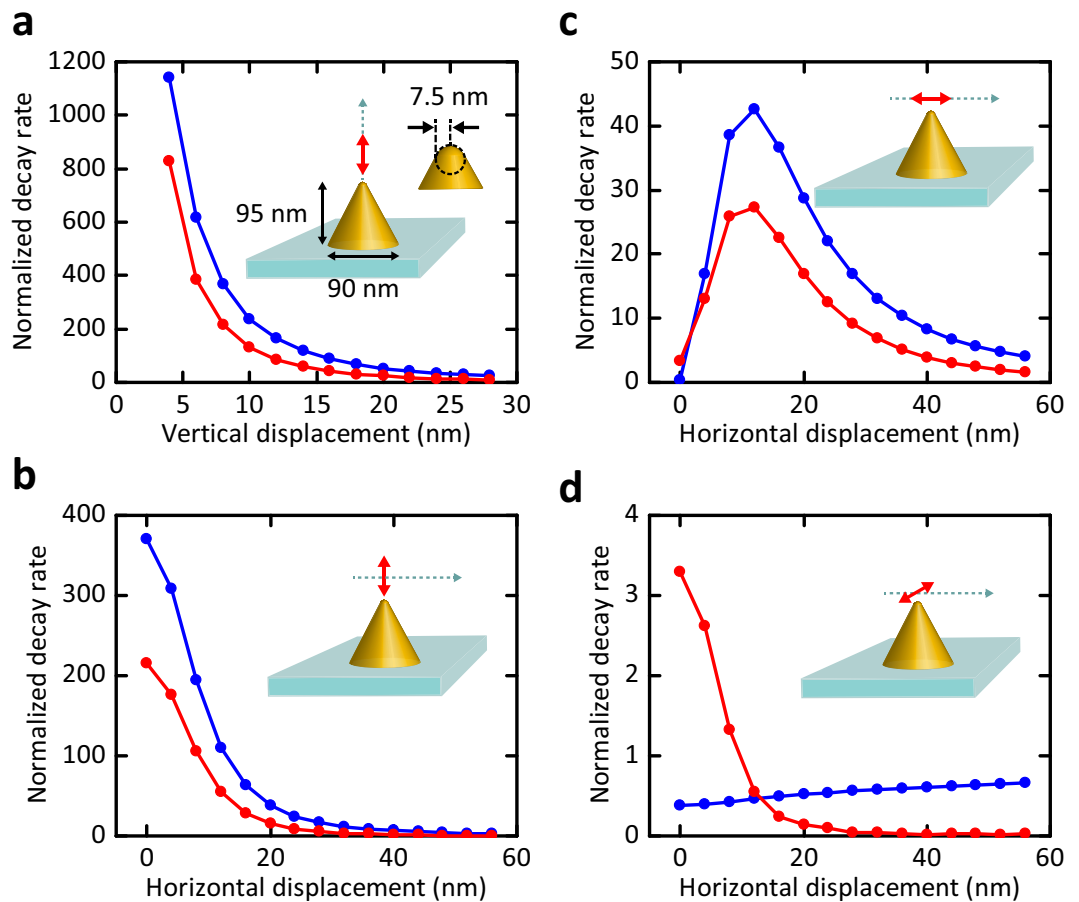 a
1200
1000
800
600
400
200
0
Normalized decay rate
0 5 10 15 20 25 30
Vertical displacement (nm)
7.5 nm
95 nm
90 nm
c
50
40
30
20
10
0
Normalized decay rate
0 20 40 60
Horizontal displacement (nm)
b
400
300
200
100
0
Normalized decay rate
0 20 40 60
Horizontal displacement (nm)
d
4
3
2
1
0
Normalized decay rate
0 20 40 60
Horizontal displacement (nm)